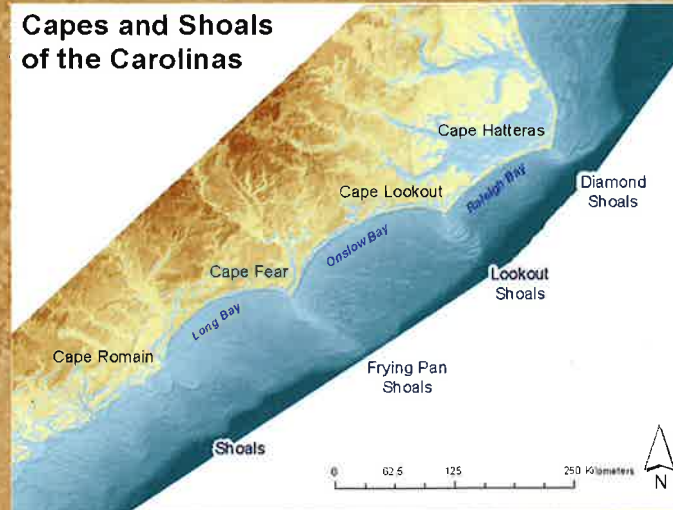 Capes and Shoals
of the Carolinas
Cape Hatteras
Cape Lookout
Raleigh Bay
Diamond
Shoals
Onslow Bay
Cape Fear
Lookout
Shoals
Long Bay
Cape Romain
Frying Pan
Shoals
Shoals
0 62.5 125 250 Kilometers
N